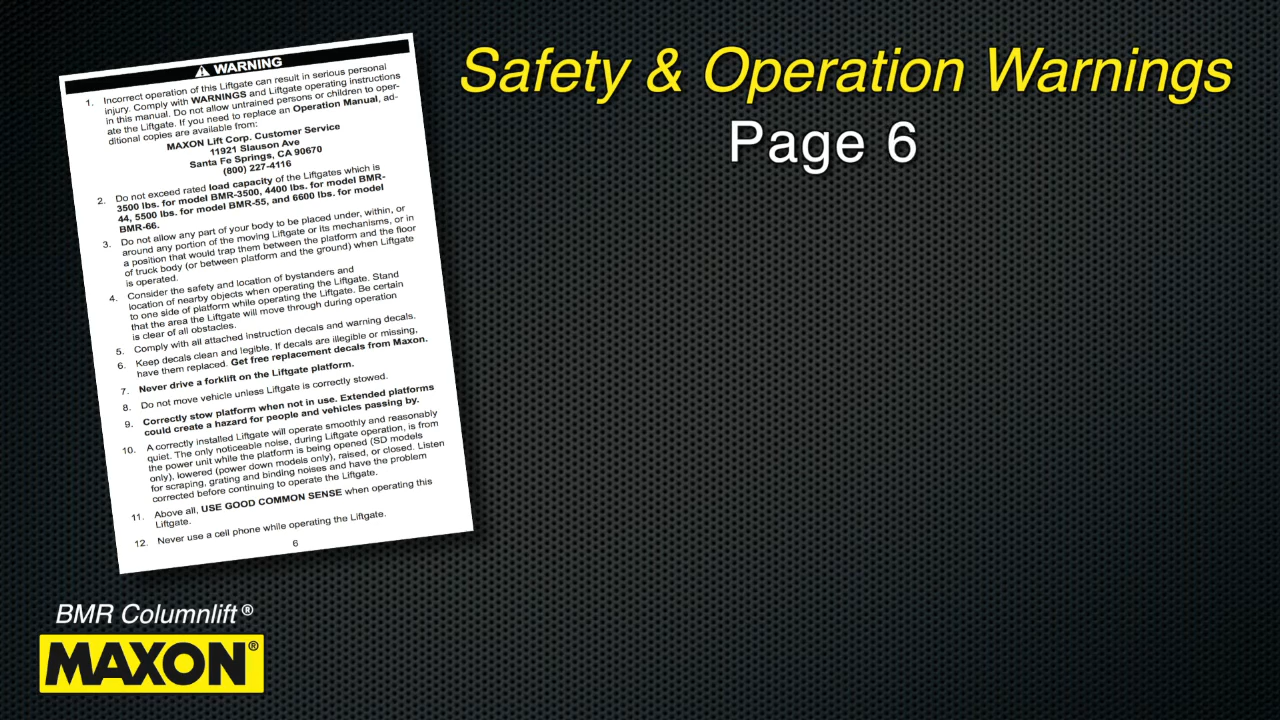 Safety & Operation Warnings
Page 6
WARNING
1. Incorrect operation of this Liftgate can result in serious personal
injury. Comply with WARNINGS and Liftgate operating instructions
in this manual. Do not allow untrained persons or children to oper-
ate the Liftgate. If you need to replace an Operation Manual, ad-
ditional copies are available from:
MAXON Lift Corp. Customer Service
11921 Slauson Ave
Santa Fe Springs, CA 90670
(800) 227-4116
2. Do not exceed rated load capacity of the Liftgates which is
3500 lbs. for model BMR-3500, 4400 lbs. for model BMR-
44, 5500 lbs. for model BMR-55, and 6600 lbs. for model
BMR-66.
3. Do not allow any part of your body to be placed under, within, or
around any portion of the moving Liftgate or its mechanisms, or in
a position that would trap them between the platform and the floor
of truck body (or between platform and the ground) when Liftgate
is operated.
4. Consider the safety and location of bystanders and
location of nearby objects when operating the Liftgate. Stand
to one side of platform while operating the Liftgate. Be certain
that the area the Liftgate will move through during operation
is clear of all obstacles.
5. Comply with all attached instruction decals and warning decals.
6. Keep decals clean and legible. If decals are illegible or missing,
have them replaced. Get free replacement decals from Maxon.
7. Never drive a forklift on the Liftgate platform.
8. Do not move vehicle unless Liftgate is correctly stowed.
9. Correctly stow platform when not in use. Extended platforms
could create a hazard for people and vehicles passing by.
10. A correctly installed Liftgate will operate smoothly and reasonably
quiet. The only noticeable noise, during Liftgate operation, is from
the power unit while the platform is being opened (SD models
only), lowered (power down models only), raised, or closed. Listen
for scraping, grating and binding noises and have the problem
corrected before continuing to operate the Liftgate.
11. Above all, USE GOOD COMMON SENSE when operating this
Liftgate.
12. Never use a cell phone while operating the Liftgate.
6
BMR Columnlift®
MAXON®